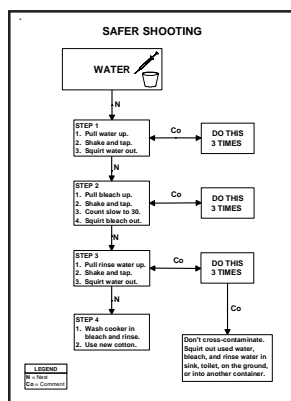 SAFER SHOOTING
WATER
N
STEP 1
1. Pull water up.
2. Shake and tap.
3. Squirt water out.
Co
DO THIS
3 TIMES
N
STEP 2
1. Pull bleach up.
2. Shake and tap.
3. Count slow to 30.
4. Squirt bleach out.
Co
DO THIS
3 TIMES
N
STEP 3
1. Pull rinse water up.
2. Shake and tap.
3. Squirt water out.
Co
DO THIS
3 TIMES
N
STEP 4
1. Wash cooker in
bleach and rinse.
2. Use new cotton.
Co
Don't cross-contaminate.
Squirt out used water,
bleach, and rinse water in
sink, toilet, on the ground,
or into another container.
LEGEND
N = Next
Co = Comment